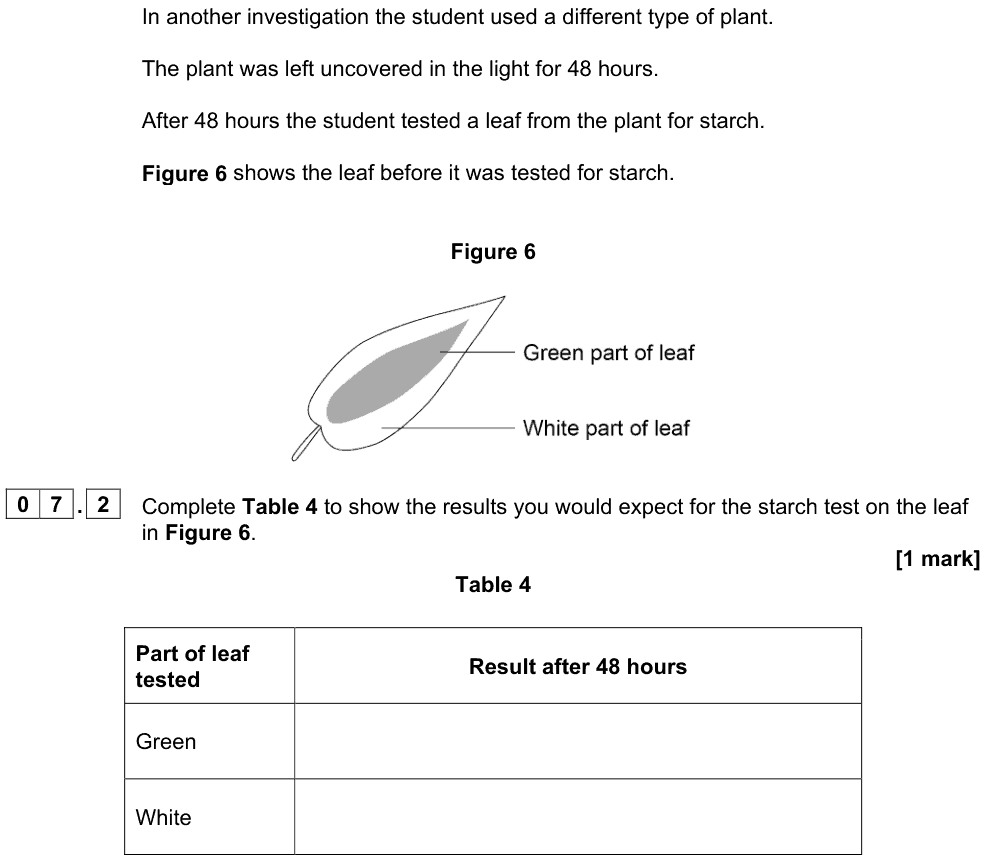 In another investigation the student used a different type of plant.
The plant was left uncovered in the light for 48 hours.
After 48 hours the student tested a leaf from the plant for starch.
Figure 6 shows the leaf before it was tested for starch.
Figure 6
Green part of leaf
White part of leaf
0 7 . 2 Complete Table 4 to show the results you would expect for the starch test on the leaf
in Figure 6.
[1 mark]
Table 4
Part of leaf
tested
Result after 48 hours
Green
White